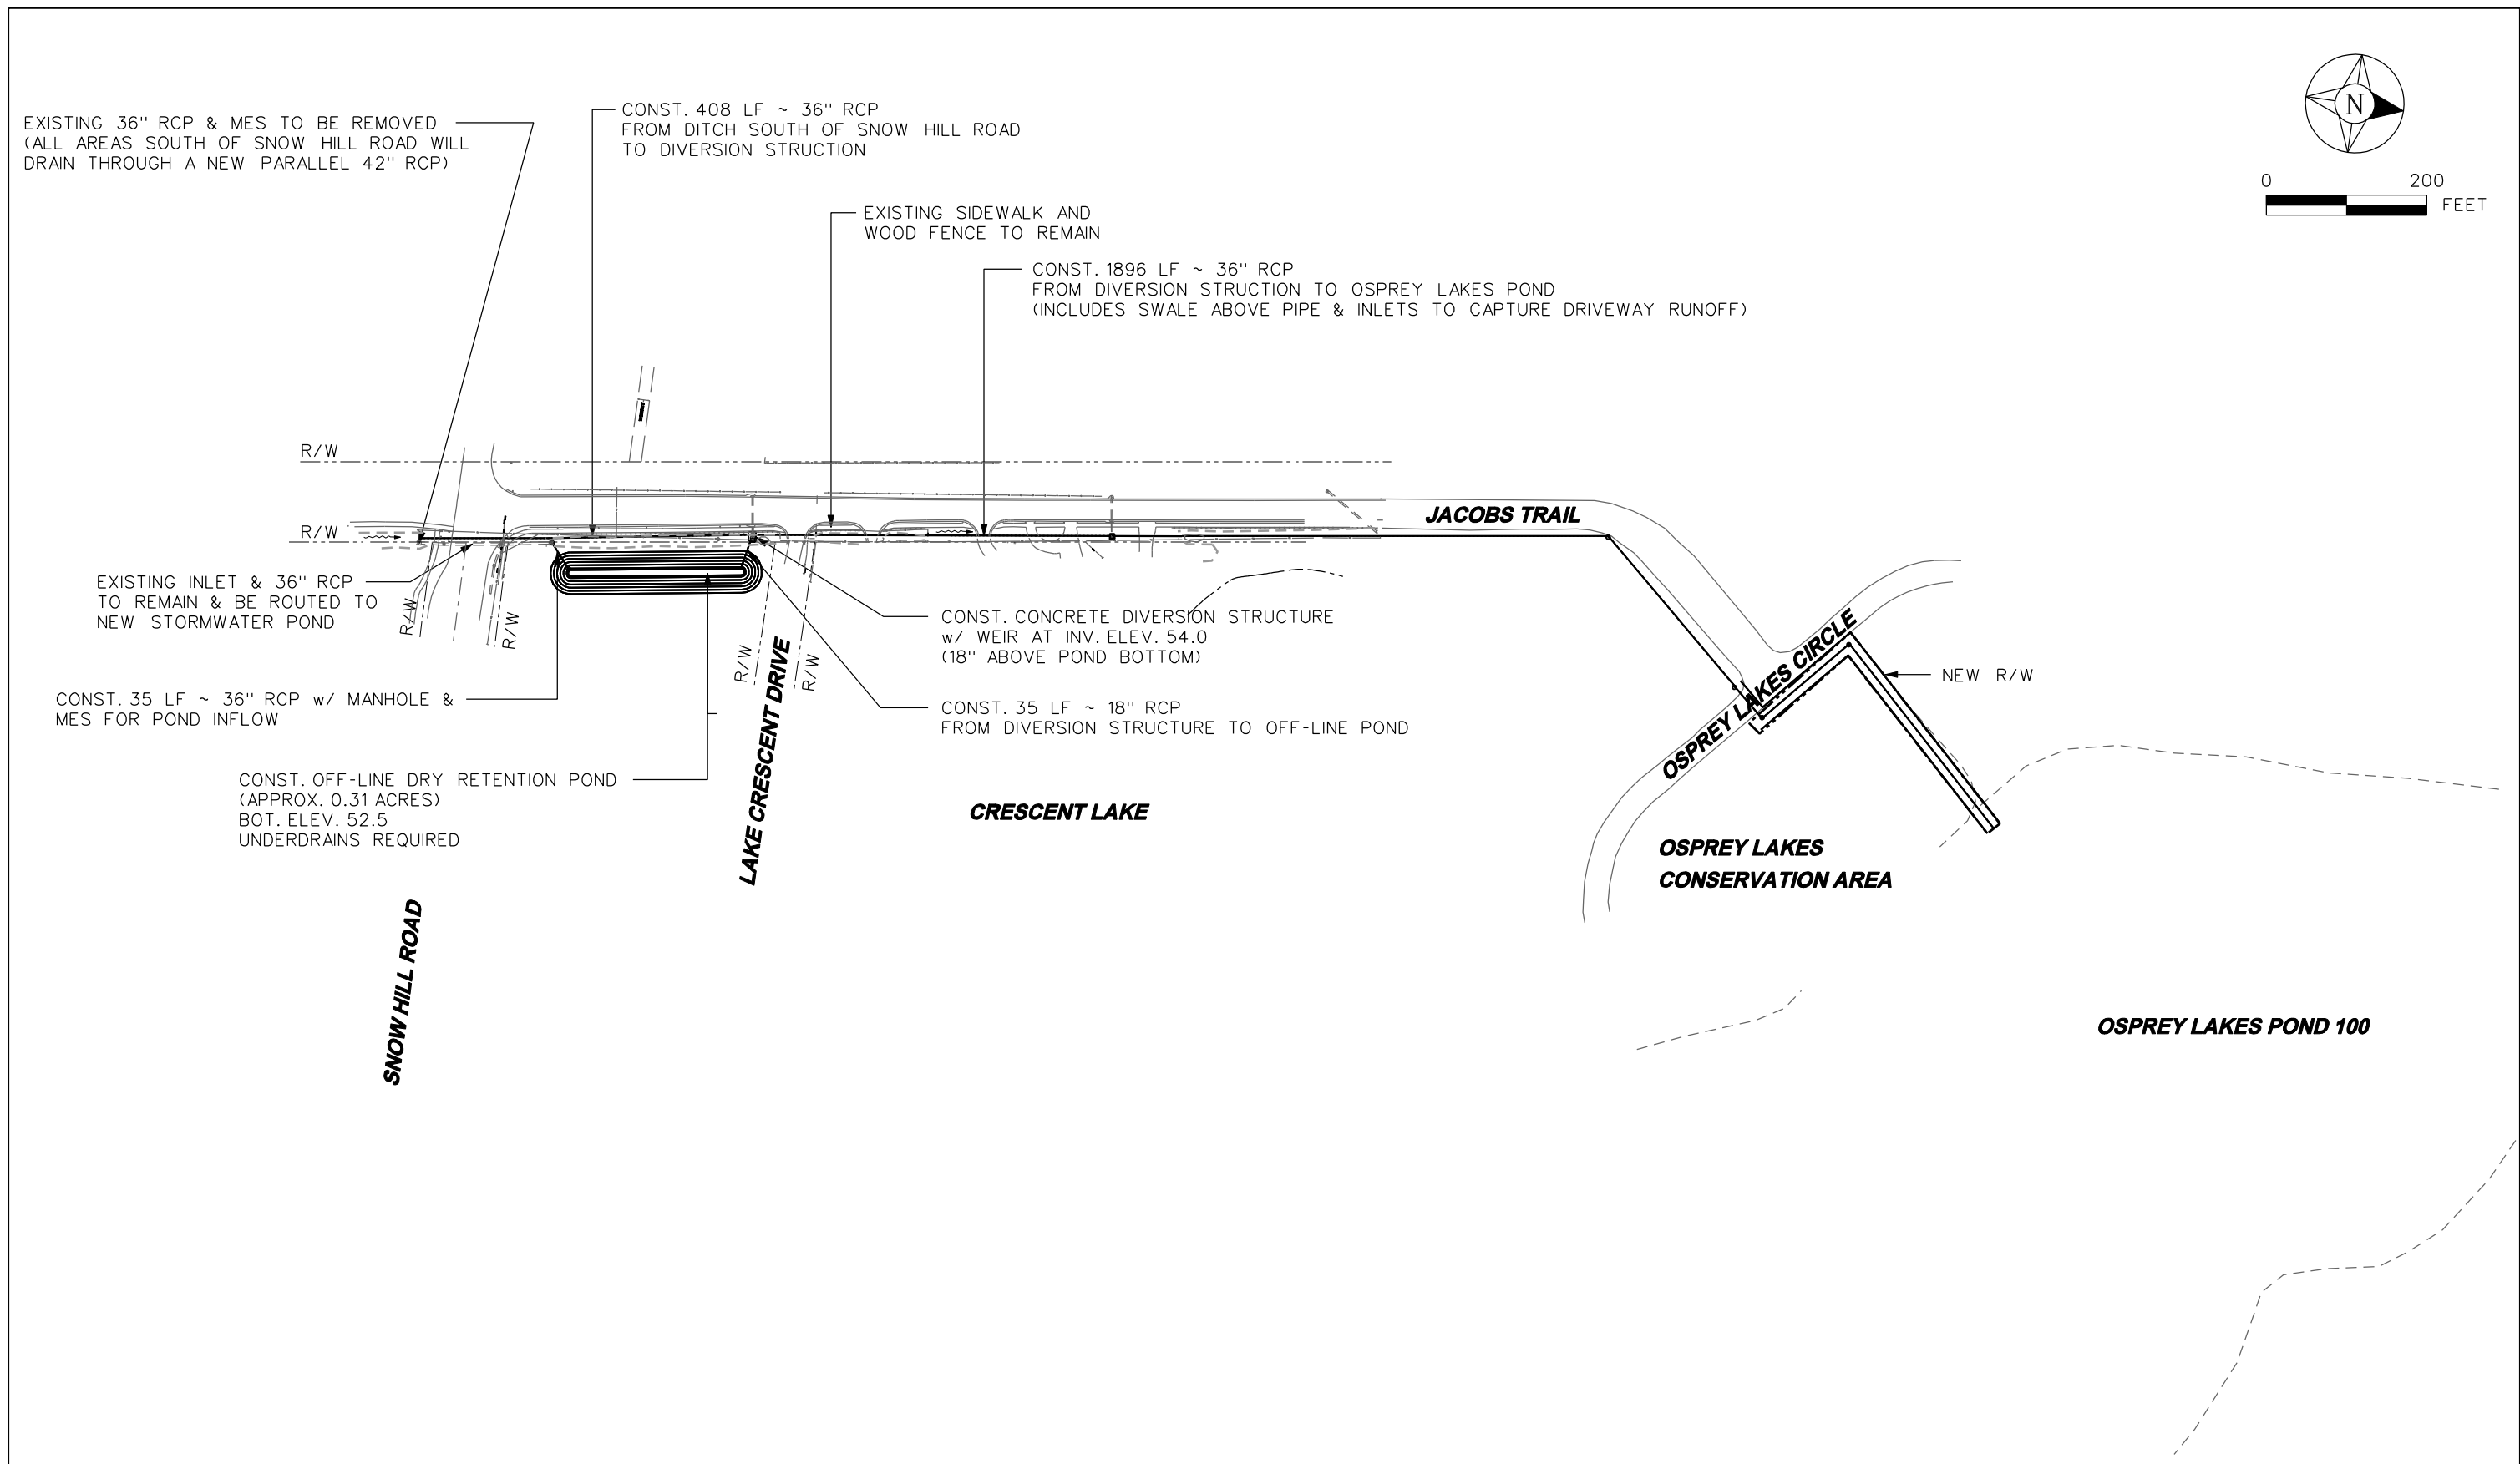 EXISTING 36" RCP & MES TO BE REMOVED
(ALL AREAS SOUTH OF SNOW HILL ROAD WILL
DRAIN THROUGH A NEW PARALLEL 42" RCP)
CONST. 408 LF ~ 36" RCP
FROM DITCH SOUTH OF SNOW HILL ROAD
TO DIVERSION STRUCTION
N
0 200
FEET
EXISTING SIDEWALK AND
WOOD FENCE TO REMAIN
CONST. 1896 LF ~ 36" RCP
FROM DIVERSION STRUCTION TO OSPREY LAKES POND
(INCLUDES SWALE ABOVE PIPE & INLETS TO CAPTURE DRIVEWAY RUNOFF)
R/W
R/W
JACOBS TRAIL
EXISTING INLET & 36" RCP
TO REMAIN & BE ROUTED TO
NEW STORMWATER POND
R/W
R/W
R/W
R/W
CONST. CONCRETE DIVERSION STRUCTURE
w/ WEIR AT INV. ELEV. 54.0
(18" ABOVE POND BOTTOM)
OSPREY LAKES CIRCLE
NEW R/W
CONST. 35 LF ~ 36" RCP w/ MANHOLE &
MES FOR POND INFLOW
CONST. 35 LF ~ 18" RCP
FROM DIVERSION STRUCTURE TO OFF-LINE POND
CONST. OFF-LINE DRY RETENTION POND
(APPROX. 0.31 ACRES)
BOT. ELEV. 52.5
UNDERDRAINS REQUIRED
LAKE CRESCENT DRIVE
CRESCENT LAKE
OSPREY LAKES
CONSERVATION AREA
SNOW HILL ROAD
OSPREY LAKES POND 100